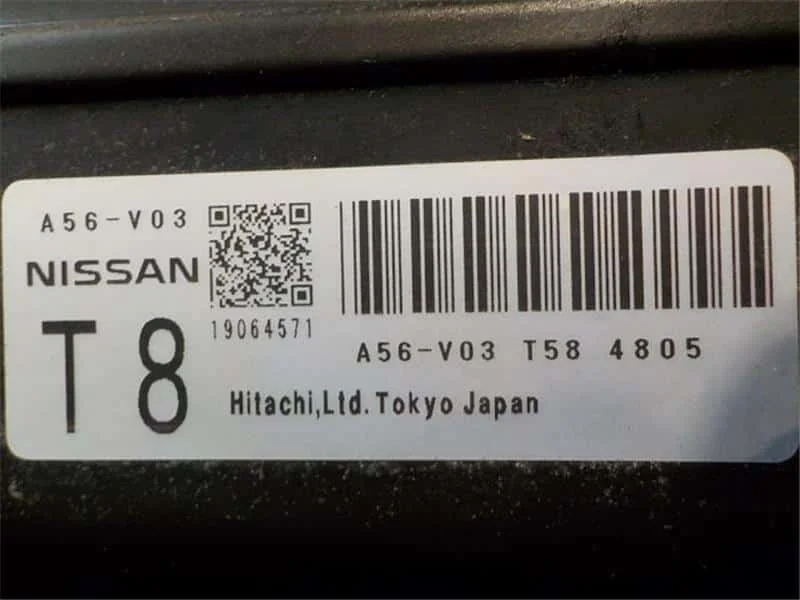 A56-V03
NISSAN
T8
19064571
A56-V03 T58 4805
Hitachi,Ltd. Tokyo Japan